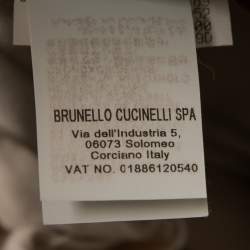 BRUNELLO CUCINELLI SPA
Via dell'Industria 5,
06073 Solomeo
Corciano Italy
VAT NO. 01886120540